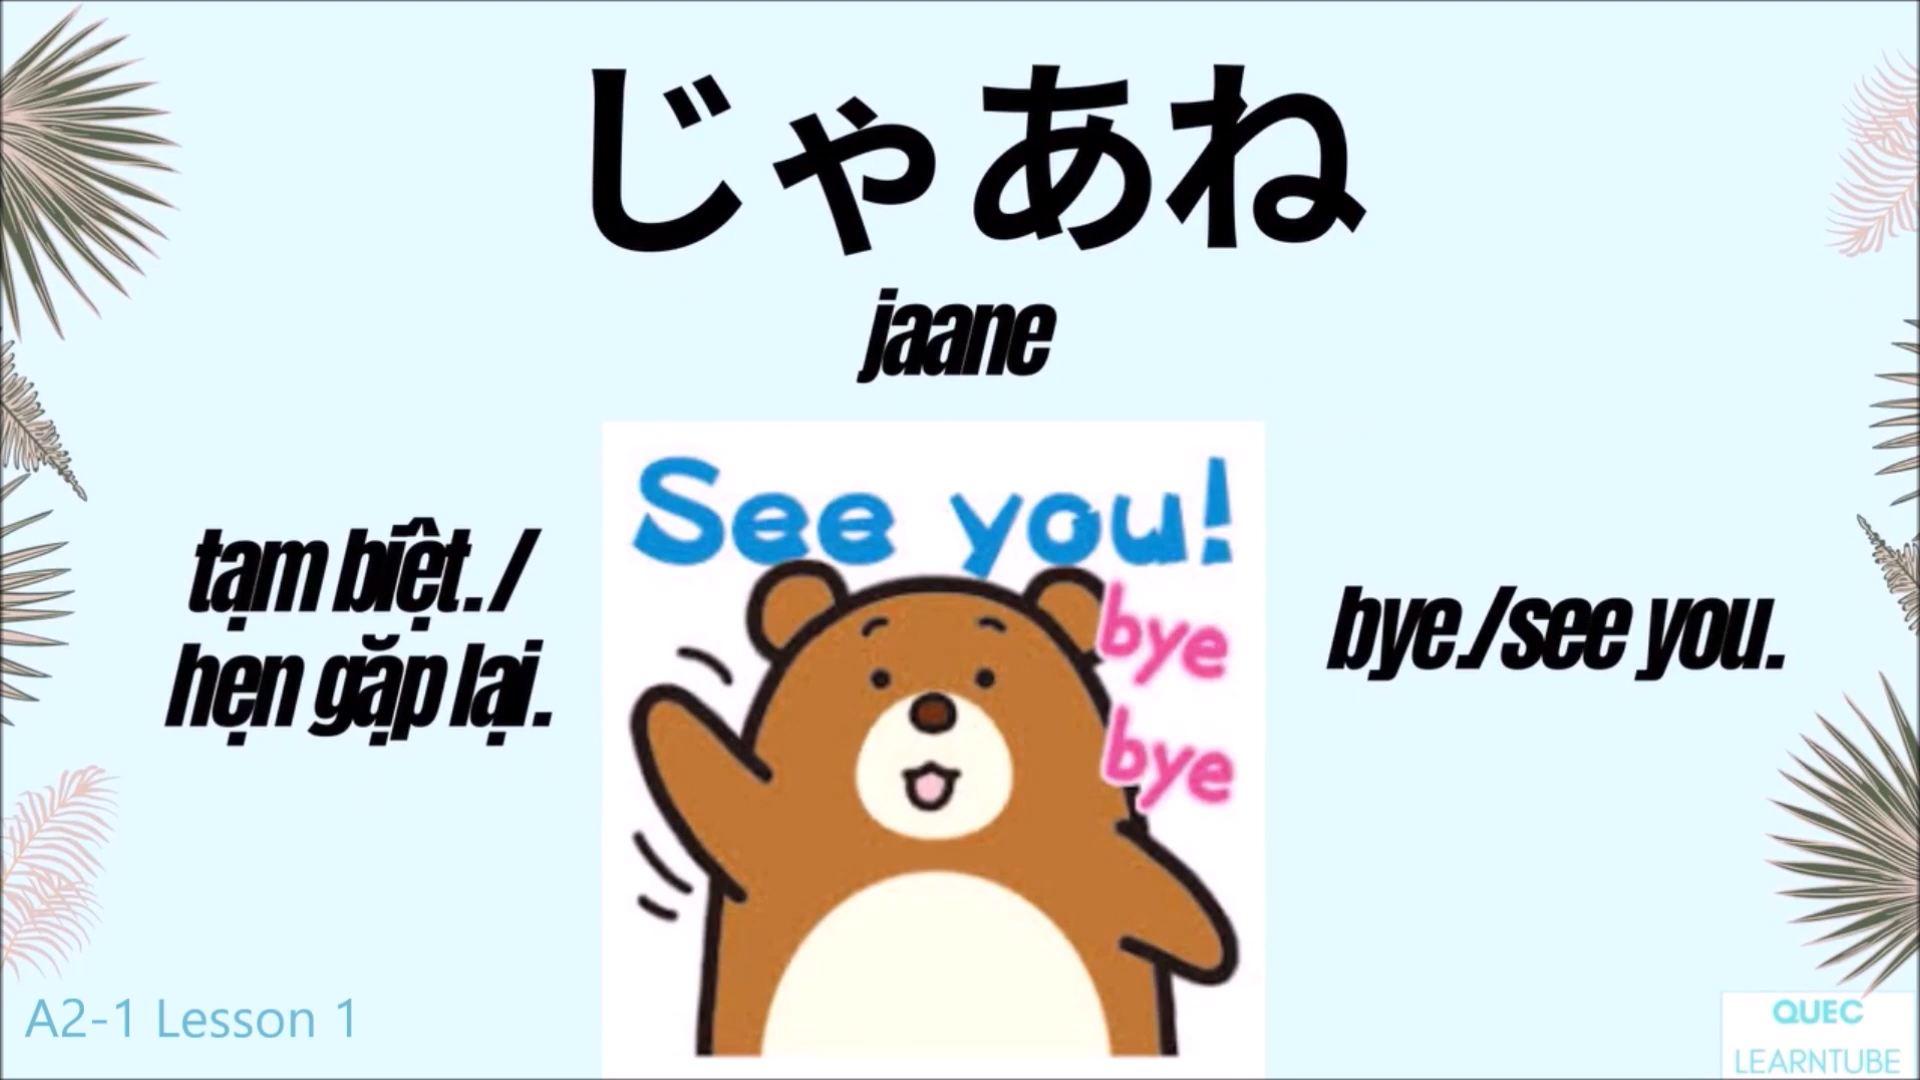 じゃあね
jaane
See you!
bye
bye
tạm biệt./
hẹn gặp lại.
bye./see you.
A2-1 Lesson 1
QUEC
LEARNTUBE